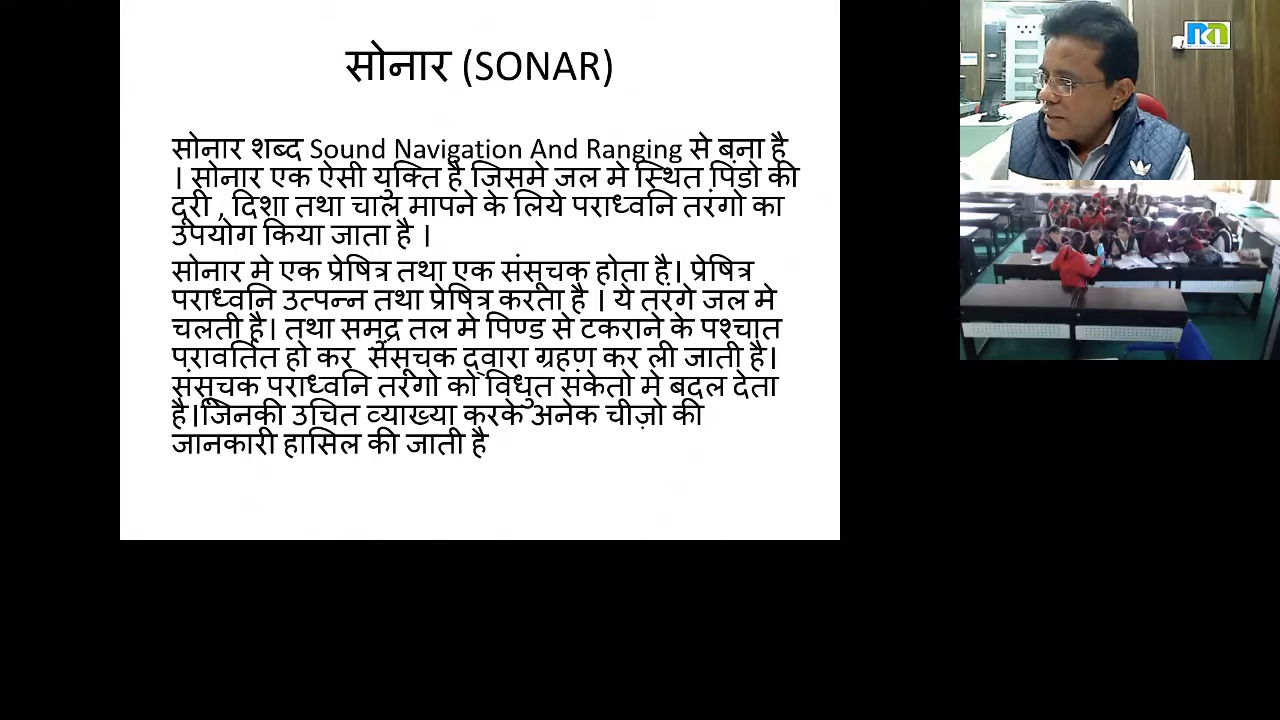 सोनार (SONAR)
सोनार शब्द Sound Navigation And Ranging से बना है
। सोनार एक ऐसी युक्ति है जिसमे जल मे स्थित पिंडो की
दूरी , दिशा तथा चाल मापने के लिये पराध्वनि तरंगो का
उपयोग किया जाता है ।
सोनार मे एक प्रेषित्र तथा एक संसूचक होता है। प्रेषित्र
पराध्वनि उत्पन्न तथा प्रेषित्र करता है । ये तरंगे जल मे
चलती है। तथा समुद्र तल मे पिण्ड से टकराने के पश्चात
परावर्तित हो कर संसूचक द्वारा ग्रहण कर ली जाती है।
संसूचक पराध्वनि तरंगो को विधुत संकेतो मे बदल देता
है।जिनकी उचित व्याख्या करके अनेक चीज़ो की
जानकारी हासिल की जाती है